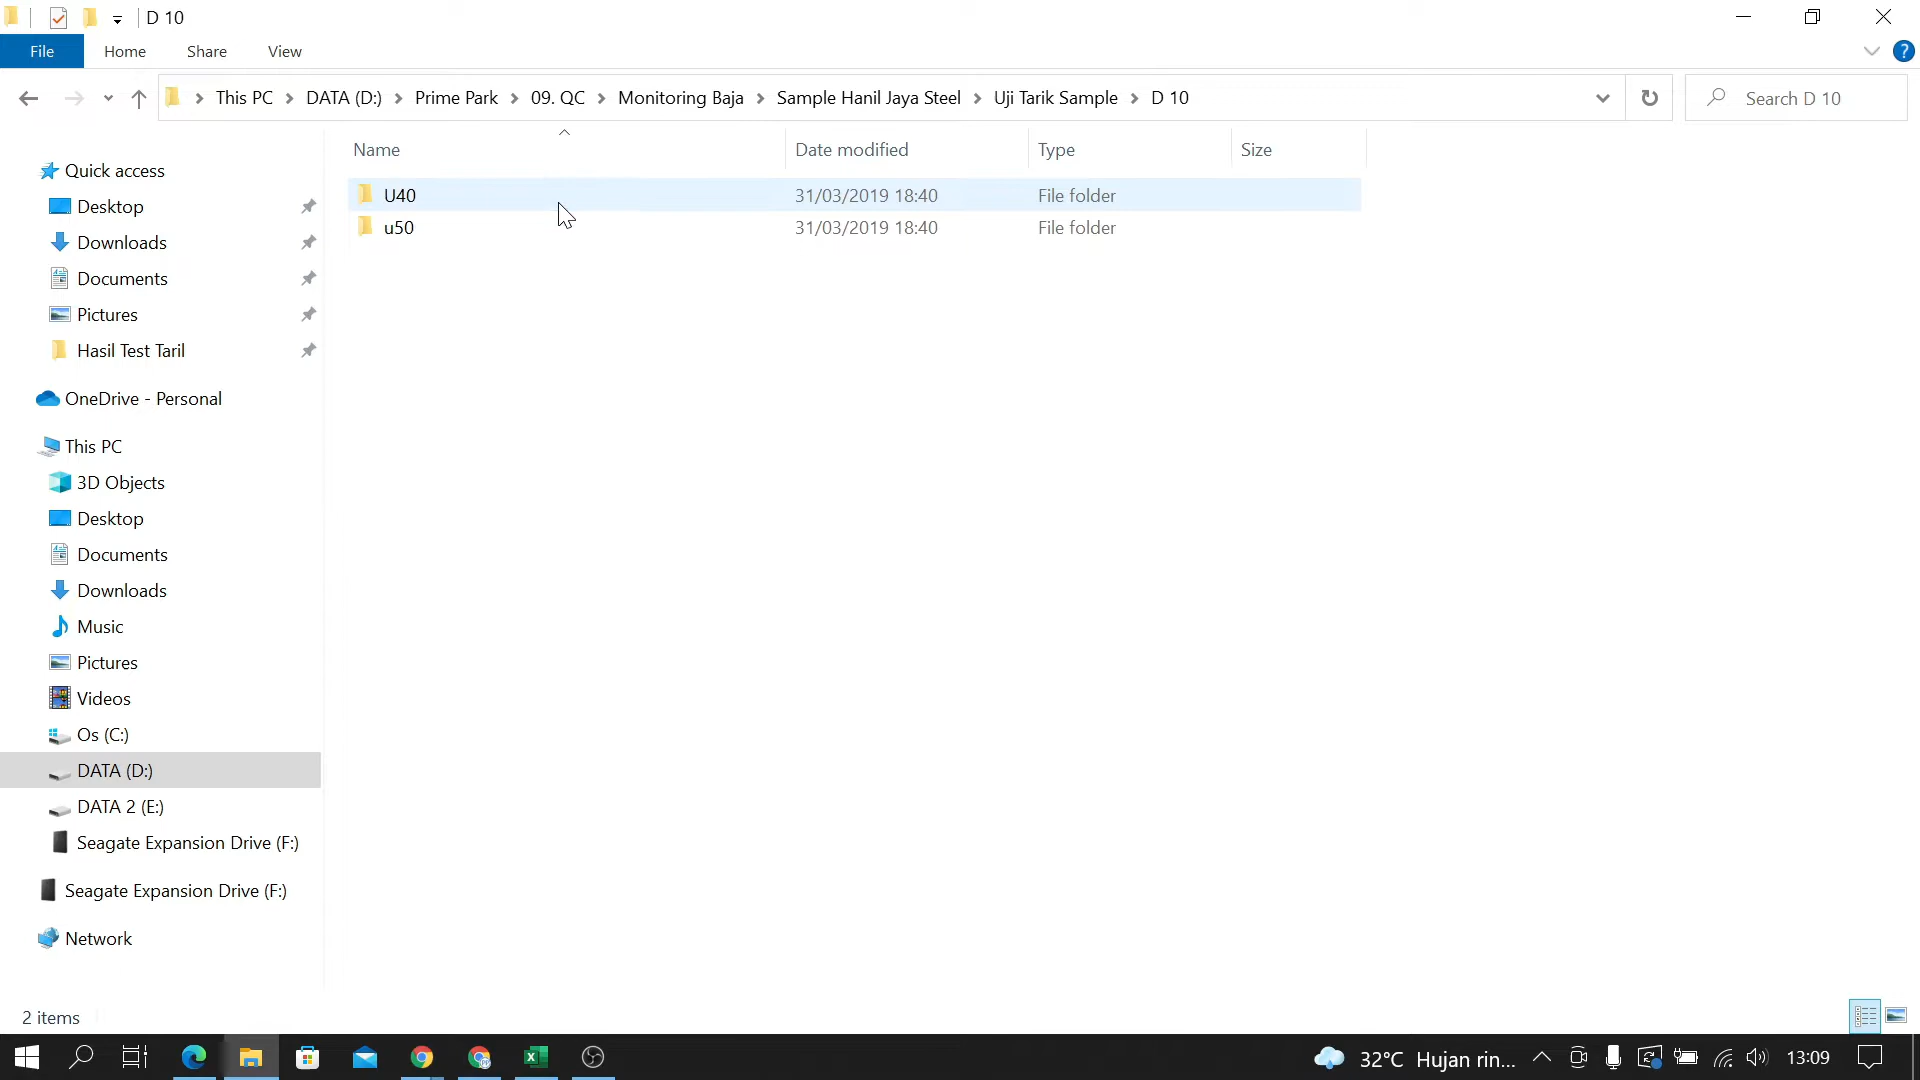 D 10
File Home Share View
This PC DATA (D:) Prime Park 09. QC Monitoring Baja Sample Hanil Jaya Steel Uji Tarik Sample D 10
Search D 10
Name Date modified Type Size
U40 31/03/2019 18:40 File folder
u50 31/03/2019 18:40 File folder
Quick access
Desktop
Downloads
Documents
Pictures
Hasil Test Taril
OneDrive - Personal
This PC
3D Objects
Desktop
Documents
Downloads
Music
Pictures
Videos
Os (C:)
DATA (D:)
DATA 2 (E:)
Seagate Expansion Drive (F:)
Seagate Expansion Drive (F:)
Network
2 items
32°C Hujan rin... 13:09